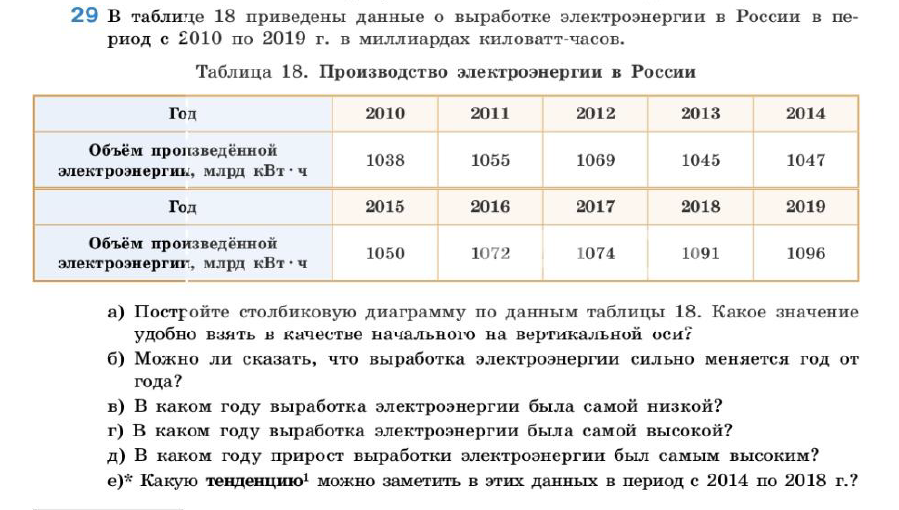 29 В таблице 18 приведены данные о выработке электроэнергии в России в пе-
риод с 2010 по 2019 г. в миллиардах киловатт-часов.
Таблица 18. Производство электроэнергии в России
Год 2010 2011 2012 2013 2014
Объём произведённой
электроэнергии, млрд кВт · ч 1038 1055 1069 1045 1047
Год 2015 2016 2017 2018 2019
Объём произведённой
электроэнергии, млрд кВт · ч 1050 1072 1074 1091 1096
а) Постройте столбиковую диаграмму по данным таблицы 18. Какое значение
удобно взять в качестве начального на вертикальной оси?
б) Можно ли сказать, что выработка электроэнергии сильно меняется год от
года?
в) В каком году выработка электроэнергии была самой низкой?
г) В каком году выработка электроэнергии была самой высокой?
д) В каком году прирост выработки электроэнергии был самым высоким?
е)* Какую тенденцию¹ можно заметить в этих данных в период с 2014 по 2018 г.?